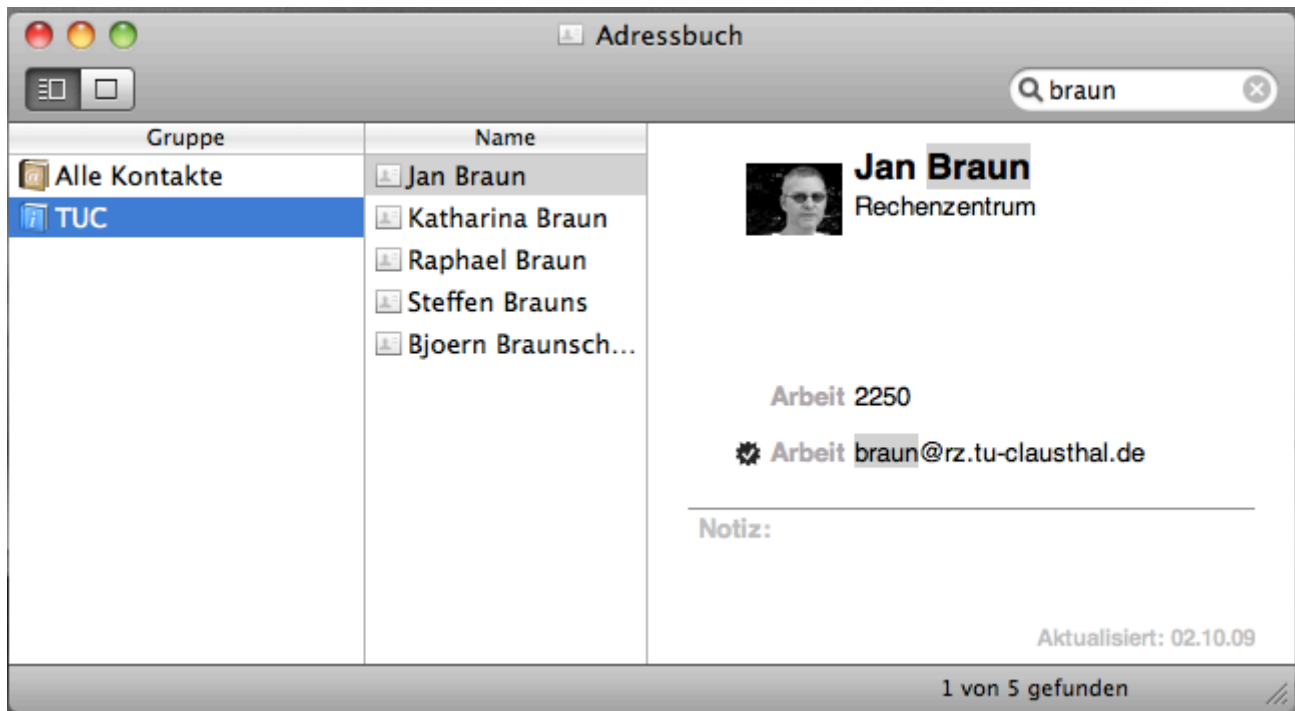 Adressbuch
braun
Gruppe
Name
Alle Kontakte
TUC
Jan Braun
Katharina Braun
Raphael Braun
Steffen Brauns
Bjoern Braunsch...
Jan Braun
Rechenzentrum
Arbeit 2250
Arbeit braun@rz.tu-clausthal.de
Notiz:
Aktualisiert: 02.10.09
1 von 5 gefunden